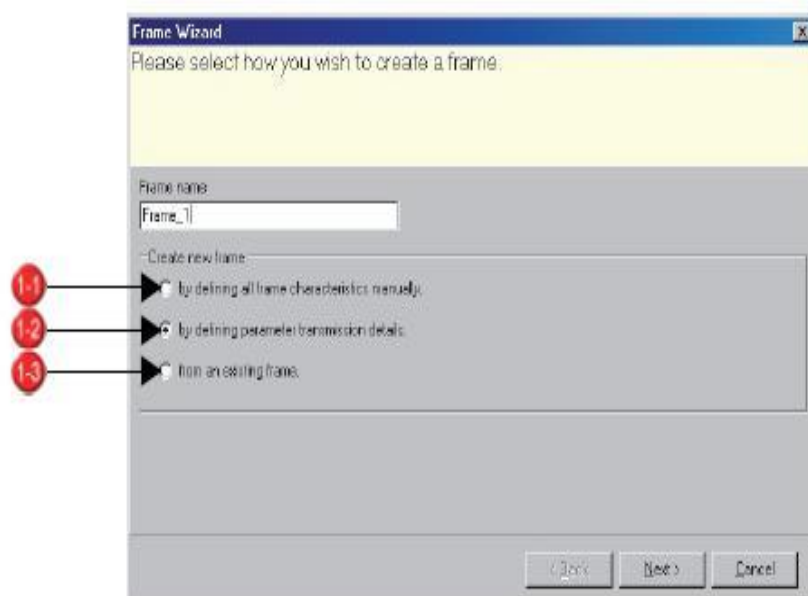 Frame Wizard
Please select how you wish to create a frame.
Frame name
Frame_1
Create new frame
1-1 by defining all frame characteristics manually.
1-2 by defining parameter transmission details.
1-3 from an existing frame.
< Back Next > Cancel